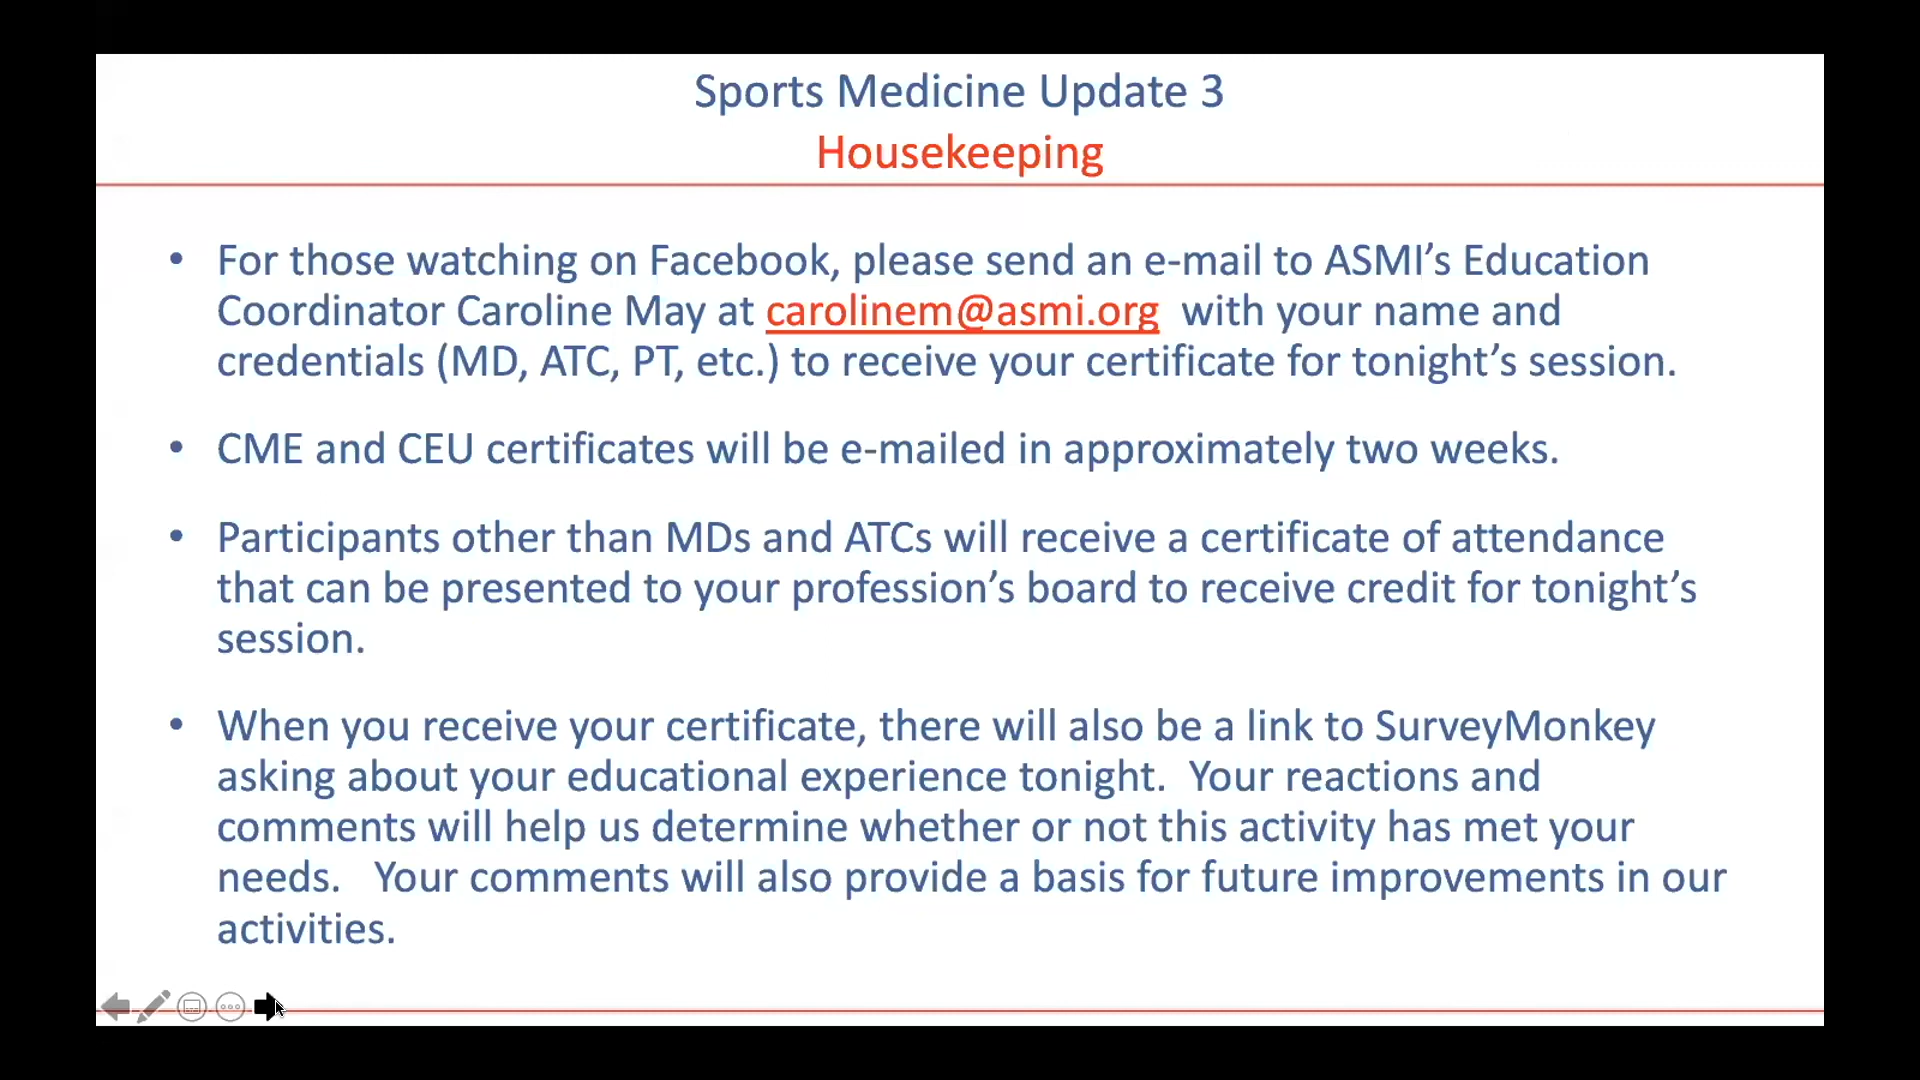 Sports Medicine Update 3
Housekeeping
• For those watching on Facebook, please send an e-mail to ASMI’s Education
Coordinator Caroline May at carolinem@asmi.org with your name and
credentials (MD, ATC, PT, etc.) to receive your certificate for tonight’s session.
• CME and CEU certificates will be e-mailed in approximately two weeks.
• Participants other than MDs and ATCs will receive a certificate of attendance
that can be presented to your profession’s board to receive credit for tonight’s
session.
• When you receive your certificate, there will also be a link to SurveyMonkey
asking about your educational experience tonight.  Your reactions and
comments will help us determine whether or not this activity has met your
needs.   Your comments will also provide a basis for future improvements in our
activities.